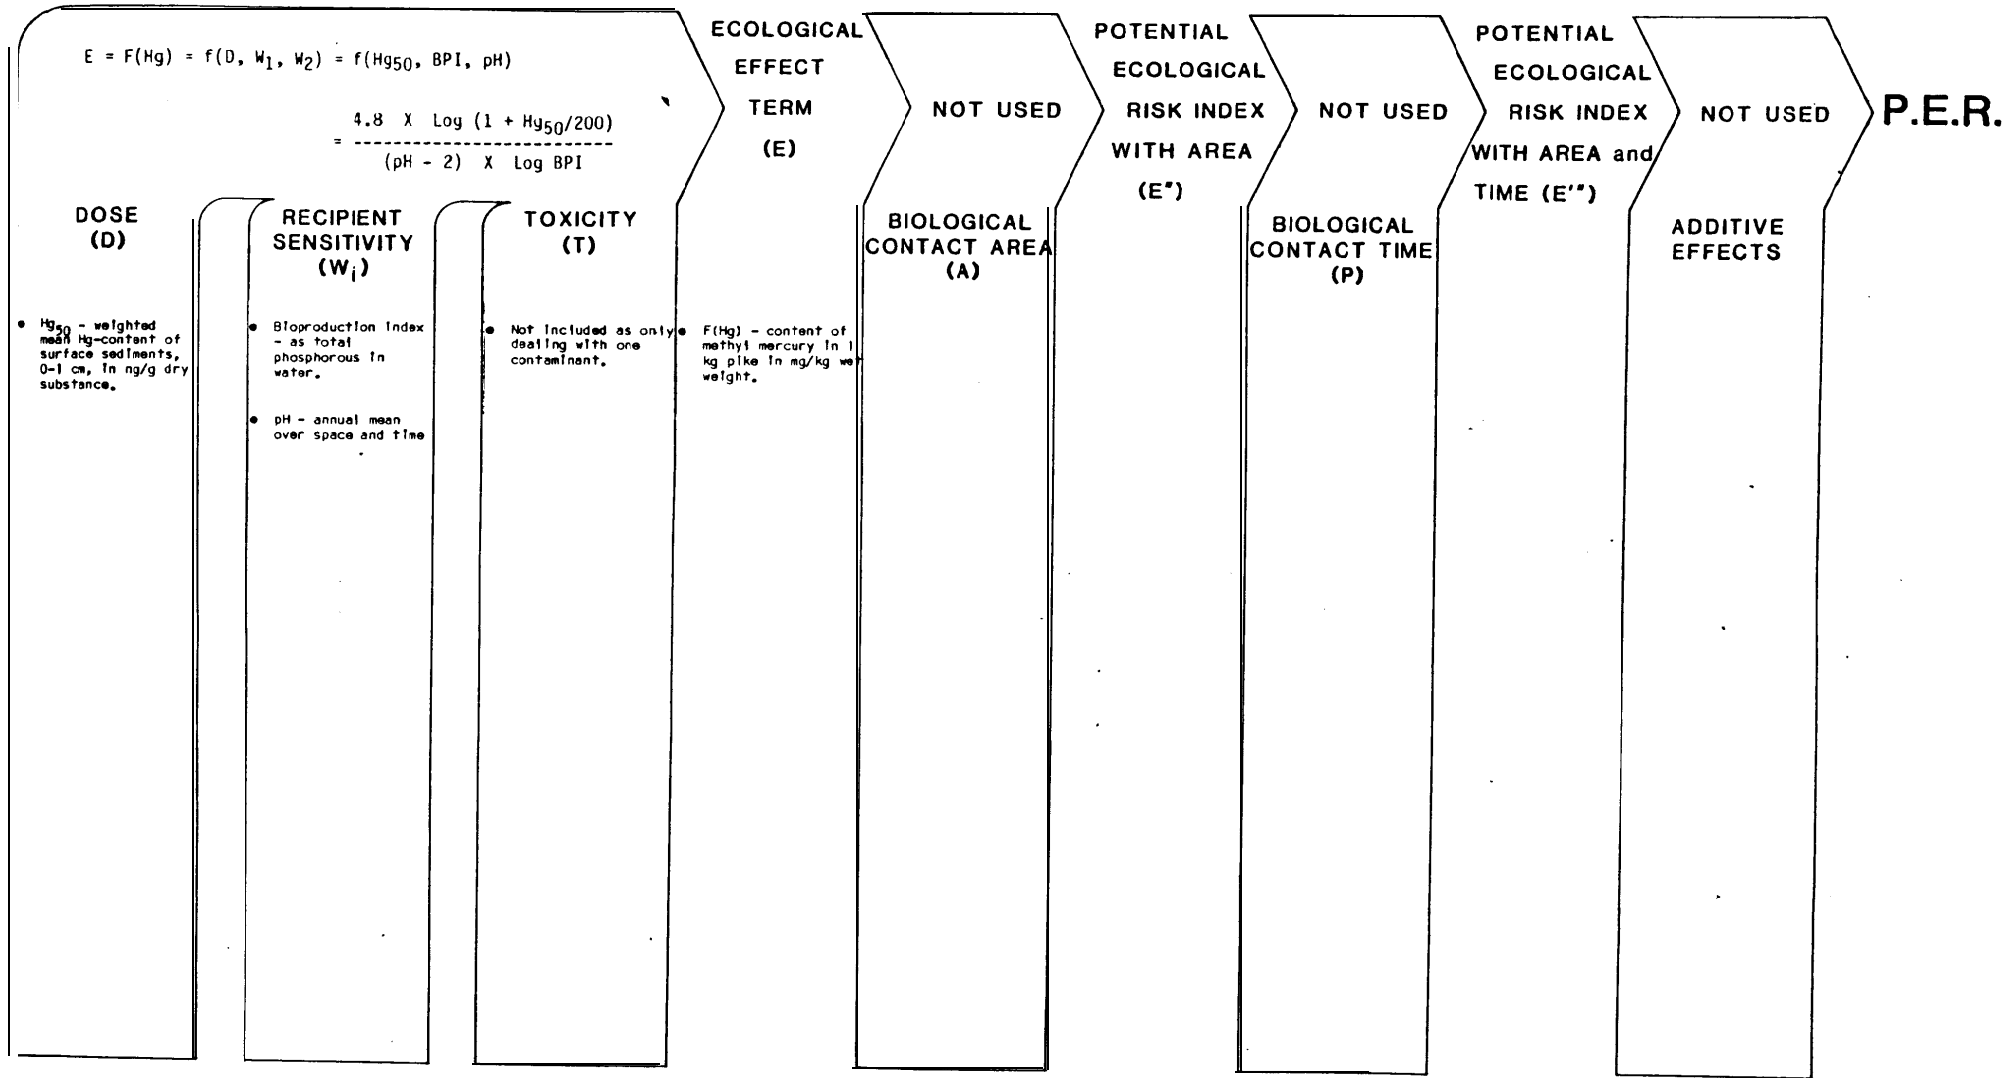 E = F(Hg) = f(D, W1, W2) = f(Hg50, BPI, pH)
4.8 X Log (1 + Hg50/200)
= --------------------------
(pH - 2) X Log BPI
ECOLOGICAL
EFFECT
TERM
(E)
NOT USED
POTENTIAL
ECOLOGICAL
RISK INDEX
WITH AREA
(E")
NOT USED
POTENTIAL
ECOLOGICAL
RISK INDEX
WITH AREA and
TIME (E'")
NOT USED
P.E.R.
DOSE
(D)
RECIPIENT
SENSITIVITY
(Wi)
TOXICITY
(T)
BIOLOGICAL
CONTACT AREA
(A)
BIOLOGICAL
CONTACT TIME
(P)
ADDITIVE
EFFECTS
• Hg50 - weighted
mean Hg-content of
surface sediments,
0-1 cm, in ng/g dry
substance.
• Bioproduction Index
- as total
phosphorous in
water.
• pH - annual mean
over space and time
• Not included as only
dealing with one
contaminant.
• F(Hg) - content of
methyl mercury in 1
kg pike in mg/kg wet
weight.